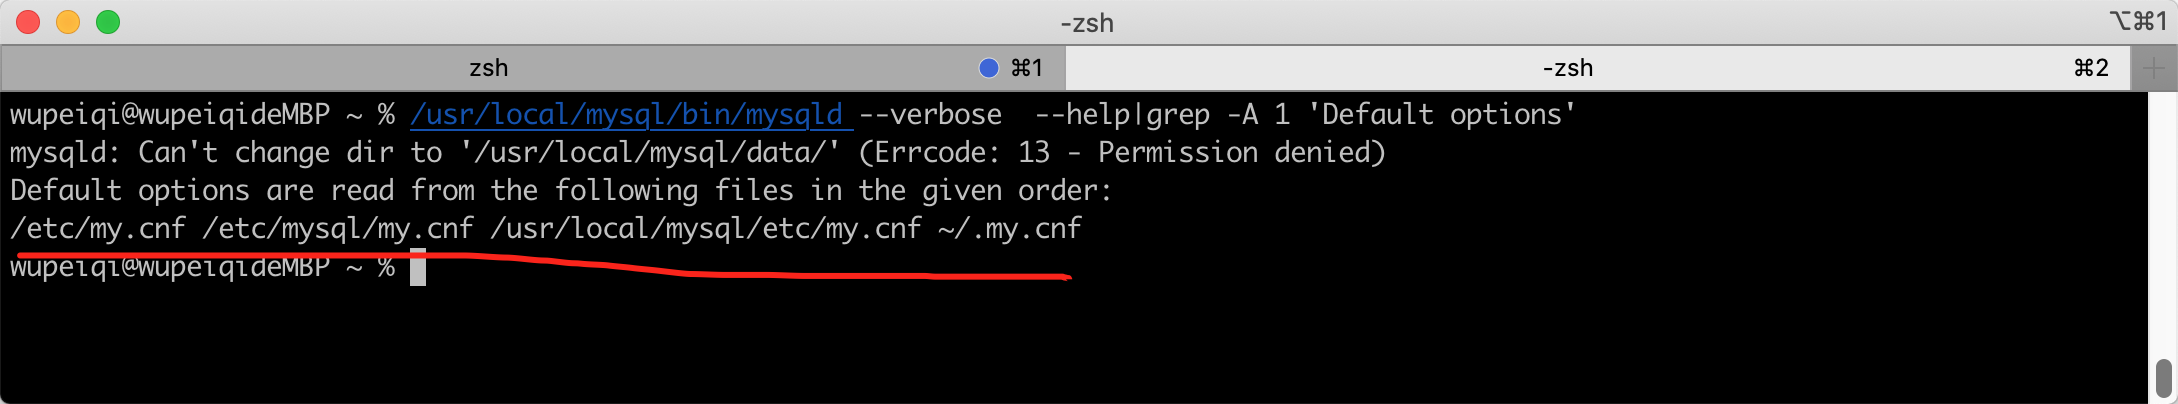 -zsh ⌥⌘1
zsh ⌘1 -zsh ⌘2
wupeiqi@wupeiqideMBP ~ % /usr/local/mysql/bin/mysqld --verbose  --help|grep -A 1 'Default options'
mysqld: Can't change dir to '/usr/local/mysql/data/' (Errcode: 13 - Permission denied)
Default options are read from the following files in the given order:
/etc/my.cnf /etc/mysql/my.cnf /usr/local/mysql/etc/my.cnf ~/.my.cnf
wupeiqi@wupeiqideMBP ~ %